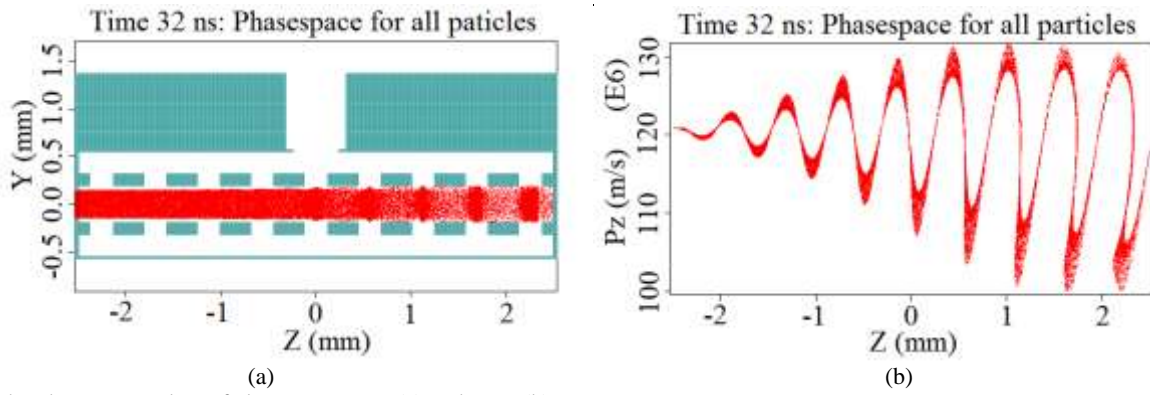 Time 32 ns: Phasespace for all paticles
Y (mm)
1.5
1.0
0.5
0.0
-0.5
-2
-1
0
1
2
Z (mm)
(a)
Time 32 ns: Phasespace for all particles
Pz (m/s) (E6)
130
120
110
100
-2
-1
0
1
2
Z (mm)
(b)